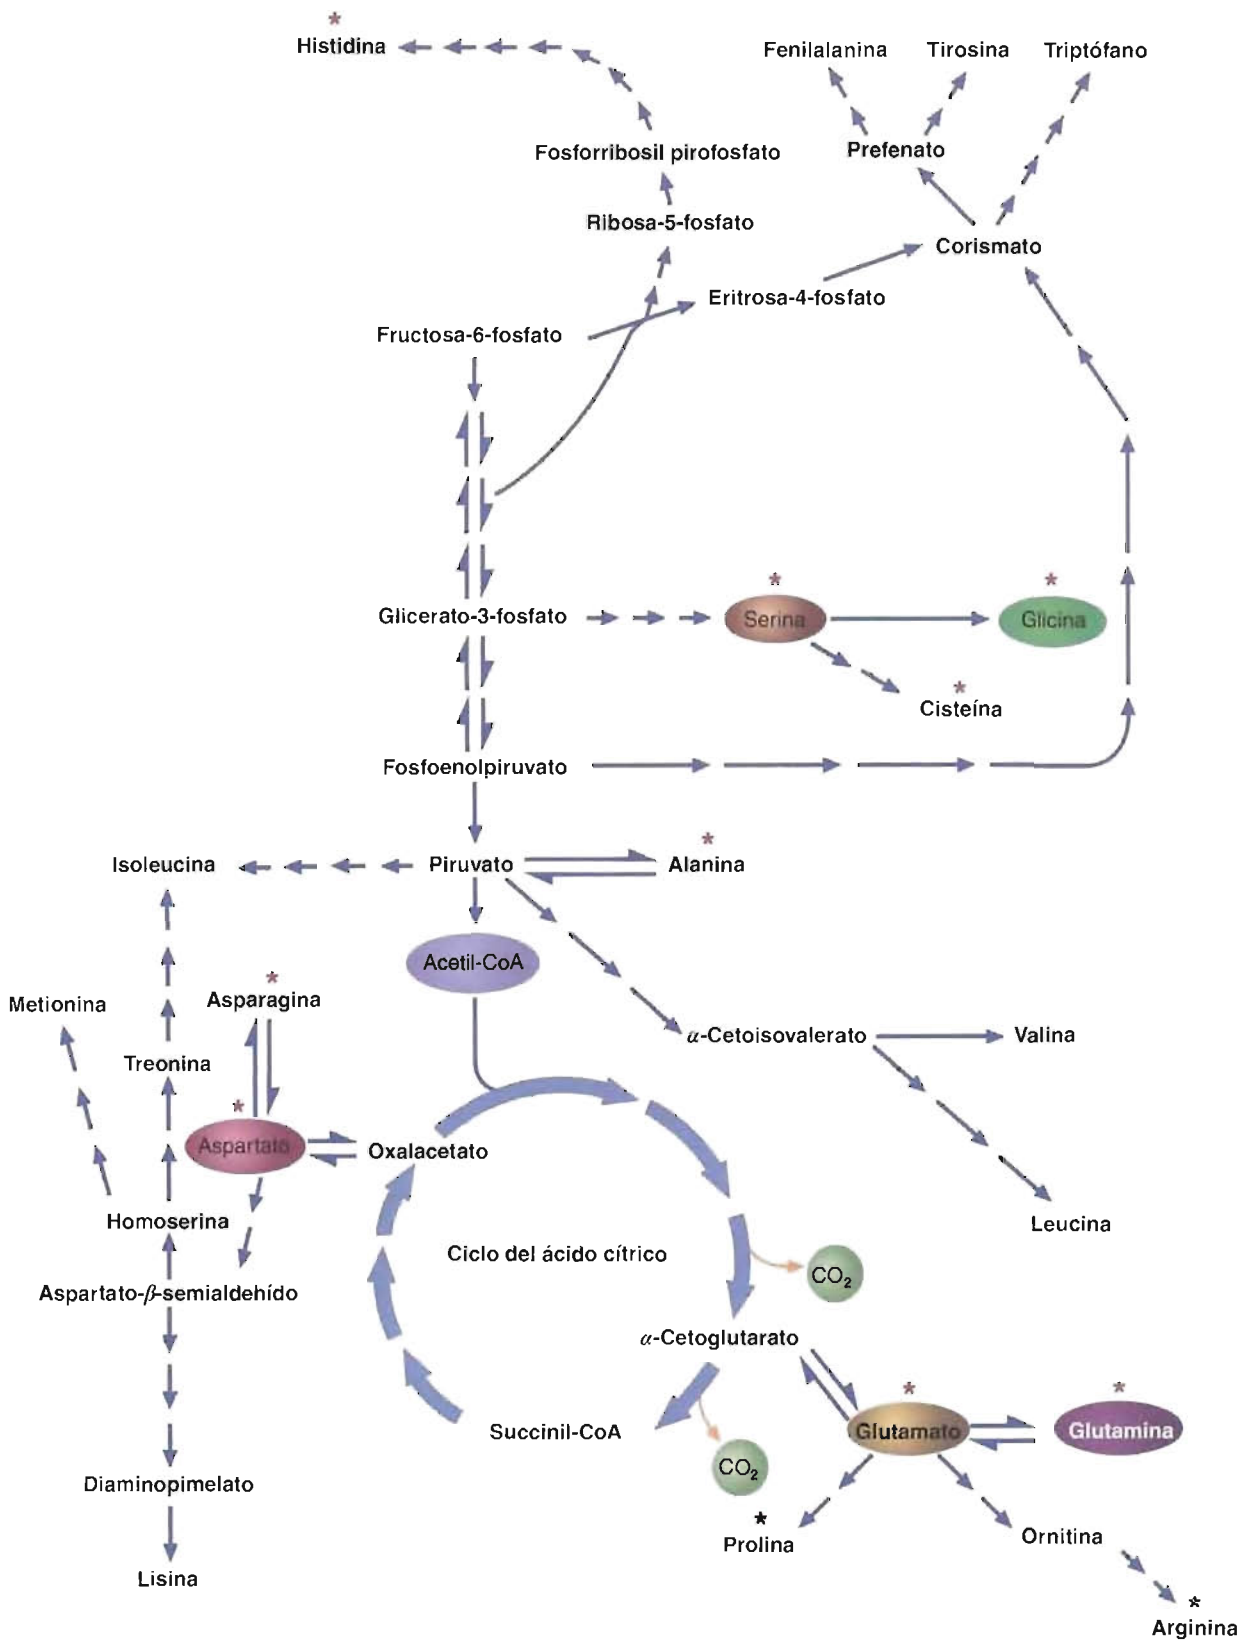 *
Histidina
Fenilalanina
Tirosina
Triptófano
Fosforribosil pirofosfato
Prefenato
Ribosa-5-fosfato
Corismato
Eritrosa-4-fosfato
Fructosa-6-fosfato
Glicerato-3-fosfato
*
Serina
*
Glicina
*
Cisteína
Fosfoenolpiruvato
Isoleucina
Piruvato
*
Alanina
Acetil-CoA
Metionina
*
Asparagina
α-Cetoisovalerato
Valina
Treonina
*
Aspartato
Oxalacetato
Homoserina
Leucina
Ciclo del ácido cítrico
CO₂
Aspartato-β-semialdehído
α-Cetoglutarato
Succinil-CoA
*
Glutamato
*
Glutamina
CO₂
Diaminopimelato
*
Prolina
Ornitina
Lisina
*
Arginina